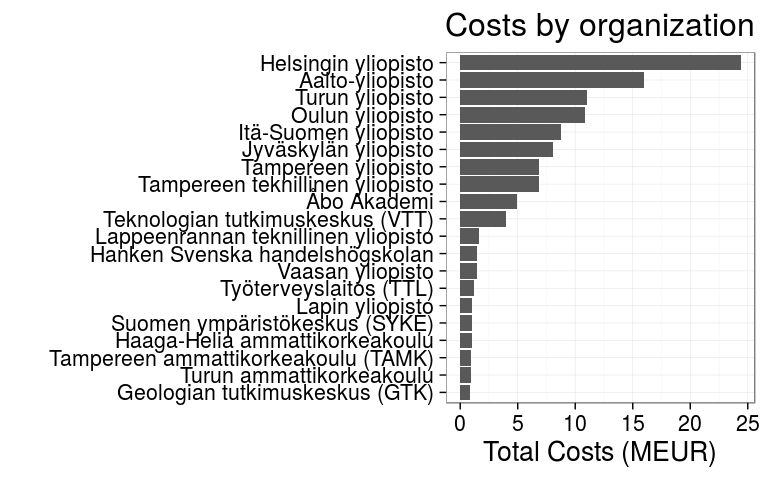 Costs by organization
Helsingin yliopisto
Aalto-yliopisto
Turun yliopisto
Oulun yliopisto
Itä-Suomen yliopisto
Jyväskylän yliopisto
Tampereen yliopisto
Tampereen teknillinen yliopisto
Åbo Akademi
Teknologian tutkimuskeskus (VTT)
Lappeenrannan teknillinen yliopisto
Hanken Svenska handelshögskolan
Vaasan yliopisto
Työterveyslaitos (TTL)
Lapin yliopisto
Suomen ympäristökeskus (SYKE)
Haaga-Helia ammattikorkeakoulu
Tampereen ammattikorkeakoulu (TAMK)
Turun ammattikorkeakoulu
Geologian tutkimuskeskus (GTK)
0 5 10 15 20 25
Total Costs (MEUR)